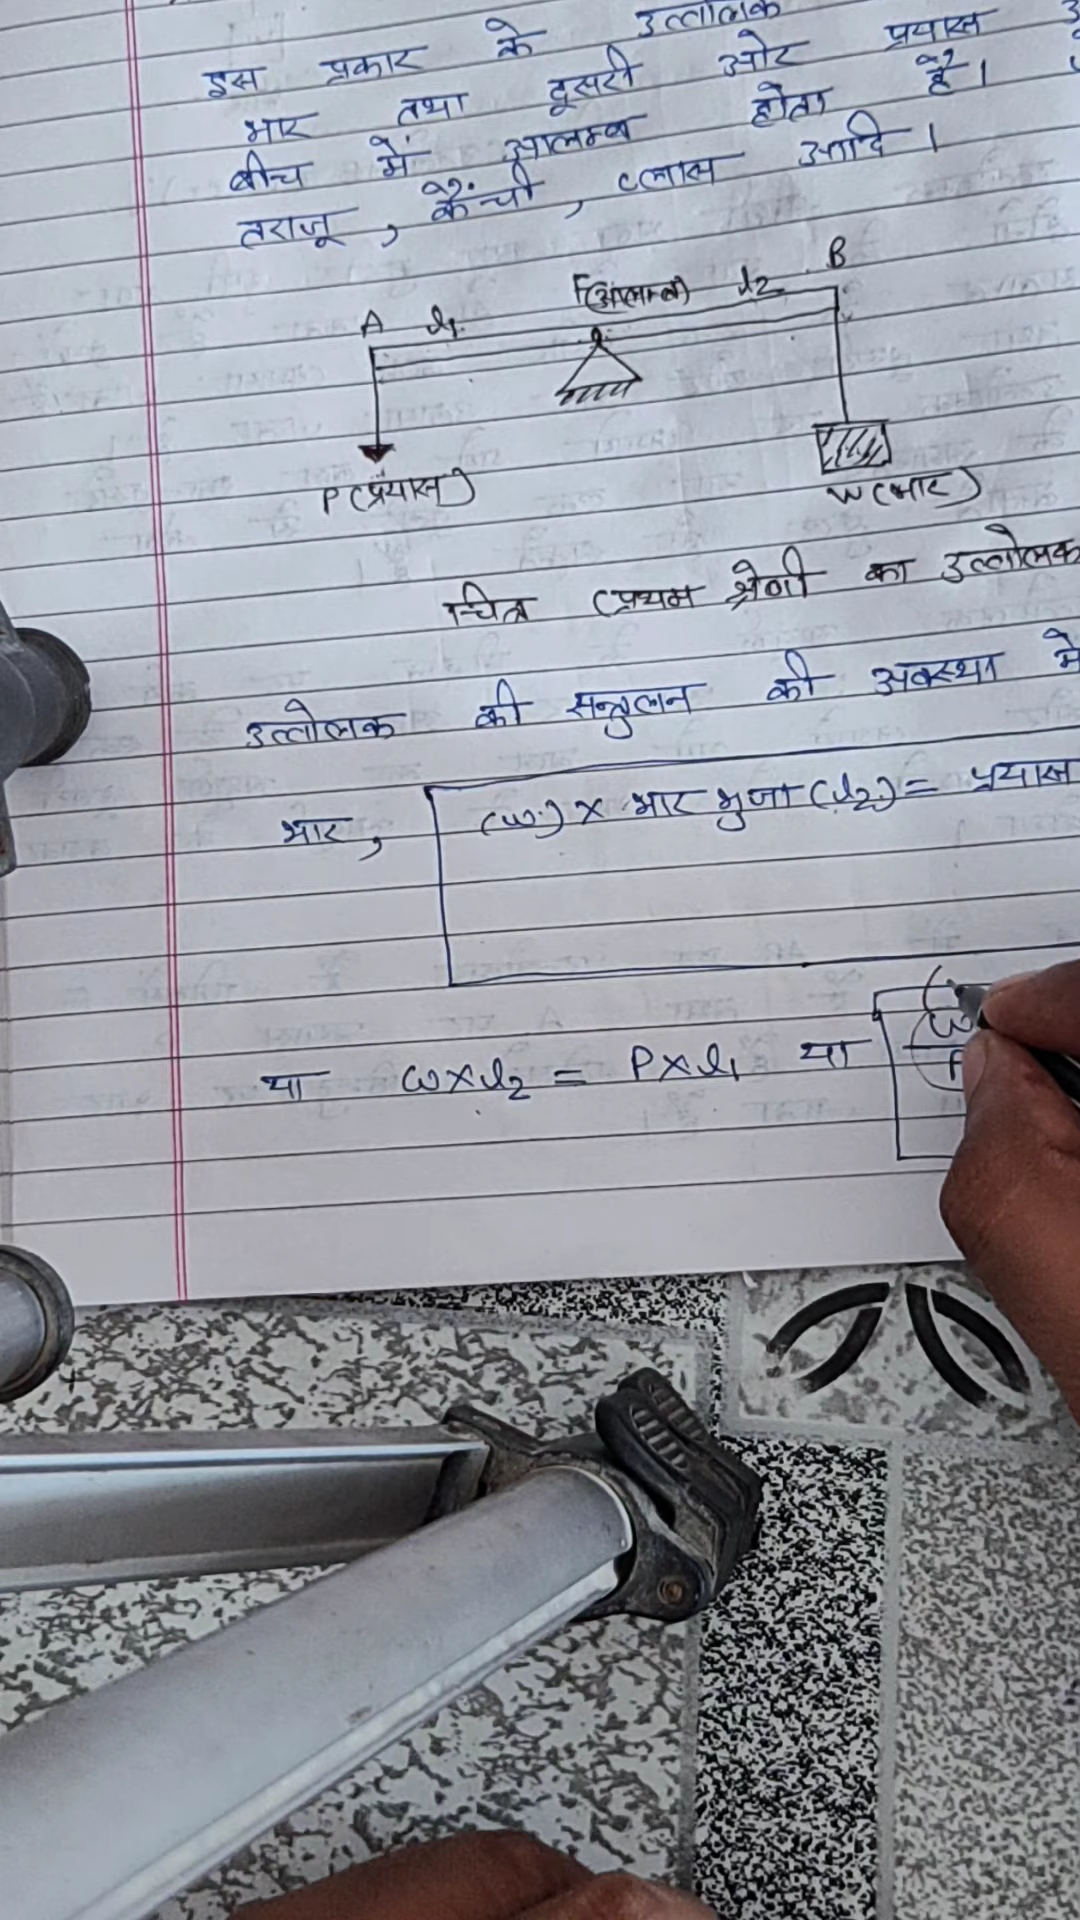 इस प्रकार के उत्तोलक
भार तथा दूसरी ओर प्रयास
बीच में आलम्ब होता है।
तराजू, कैंची, प्लास आदि।
F(आलम्ब) l2 B
A l1
P(प्रयास) W(भार)
चित्र (प्रथम श्रेणी का उत्तोलक
उत्तोलक की सन्तुलन की अवस्था में
भार, (W) × भार भुजा (l2) = प्रयास
या W×l2 = P×l1 या W